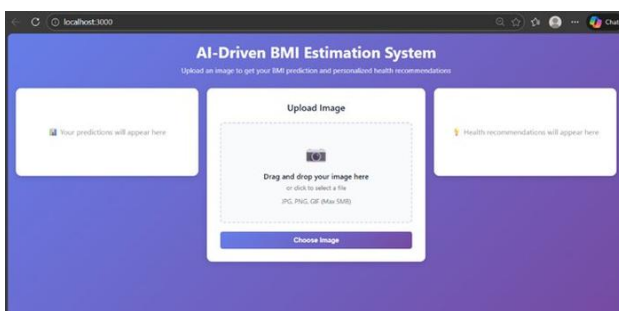 localhost:3000
Chat
AI-Driven BMI Estimation System
Upload an image to get your BMI prediction and personalized health recommendations
Your predictions will appear here
Upload Image
Drag and drop your image here
or click to select a file
JPG, PNG, GIF (Max 5MB)
Choose Image
Health recommendations will appear here